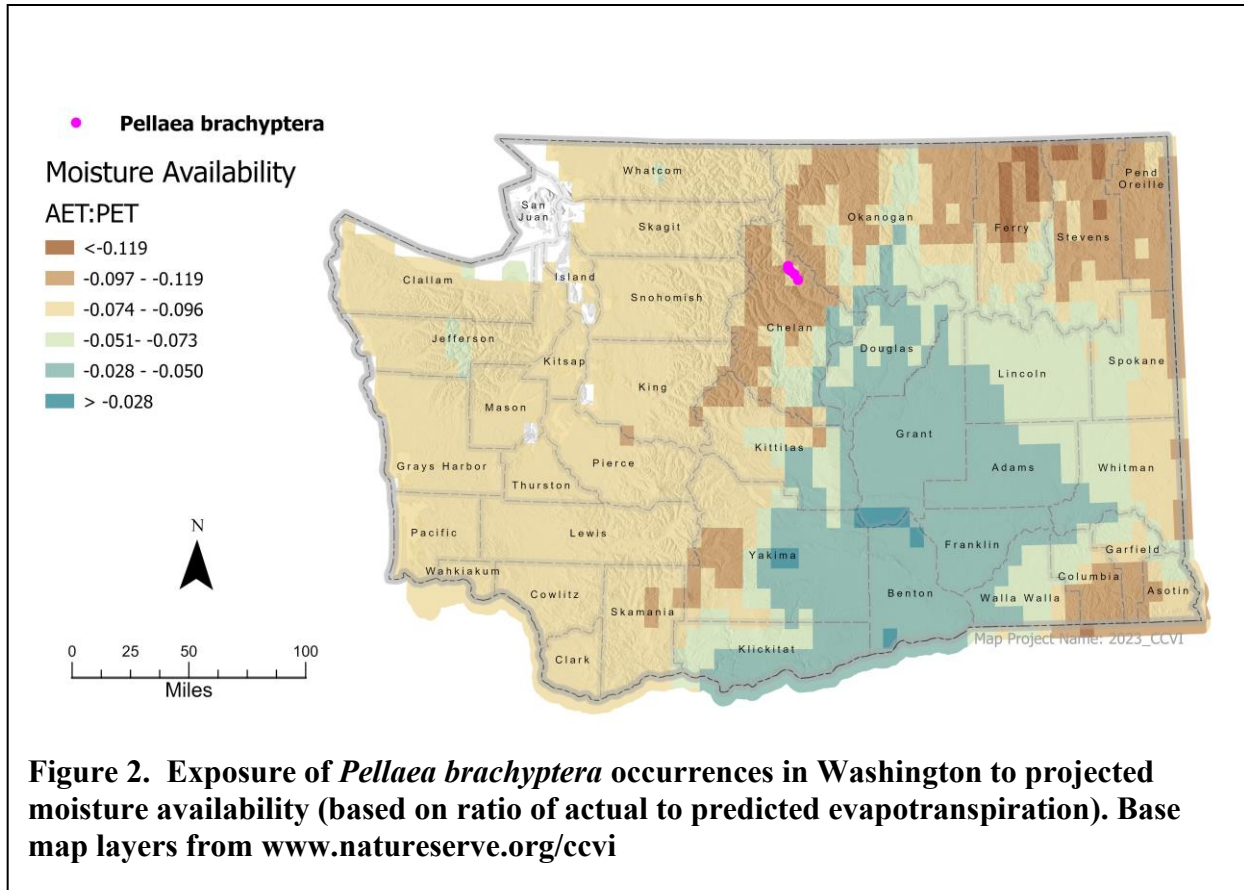 Pellaea brachyptera
Moisture Availability
AET:PET
<-0.119
-0.097 - -0.119
-0.074 - -0.096
-0.051- -0.073
-0.028 - -0.050
> -0.028
N
0 25 50 100
Miles
Whatcom
San
Juan
Skagit
Island
Clallam
Snohomish
Jefferson
Kitsap
King
Mason
Grays Harbor
Pierce
Thurston
Pacific
Lewis
Wahkiakum
Cowlitz
Skamania
Clark
Okanogan
Ferry
Stevens
Pend
Oreille
Chelan
Douglas
Lincoln
Spokane
Kittitas
Grant
Adams
Whitman
Yakima
Franklin
Garfield
Columbia
Asotin
Benton
Walla Walla
Klickitat
Map Project Name: 2023_CCVI
Figure 2. Exposure of Pellaea brachyptera occurrences in Washington to projected
moisture availability (based on ratio of actual to predicted evapotranspiration). Base
map layers from www.natureserve.org/ccvi